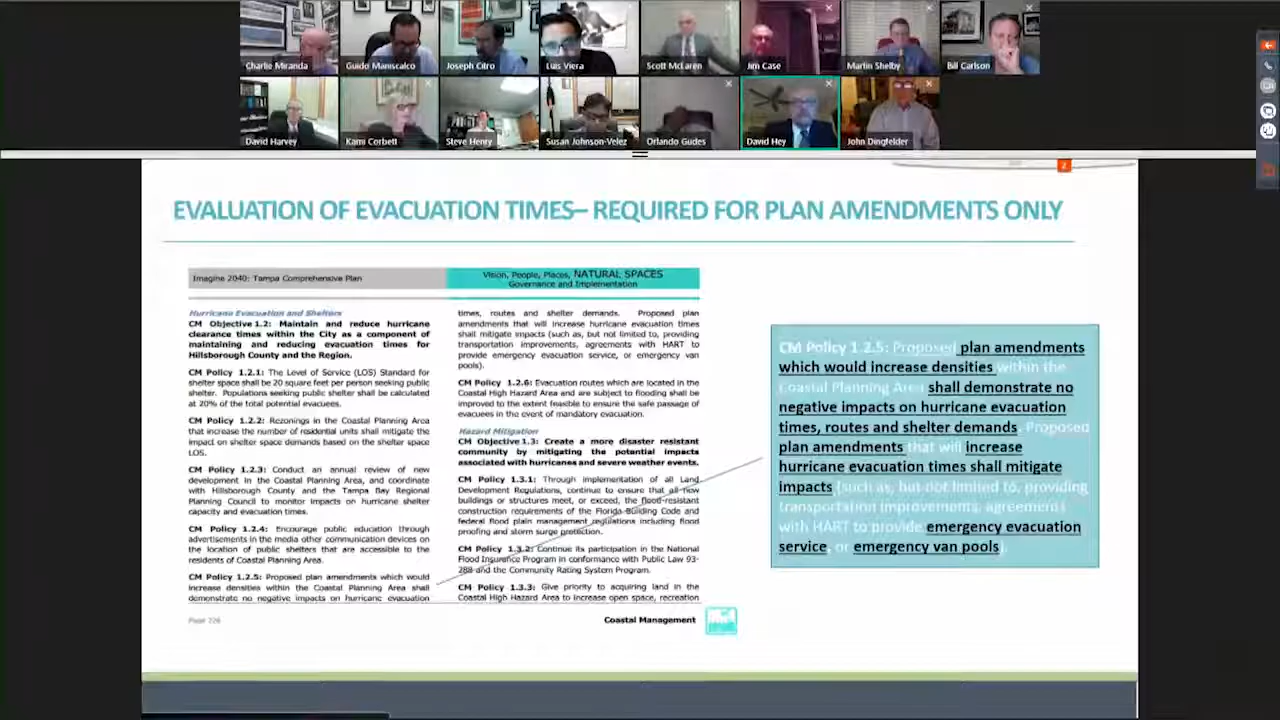 Charlie Miranda
Guido Maniscalco
Joseph Citro
Luis Viera
Scott McLaren
Jim Case
Martin Shelby
Bill Carlson
David Harvey
Kami Corbett
Steve Henry
Susan Johnson-Velez
Orlando Gudes
David Hey
John Dingfelder
2
EVALUATION OF EVACUATION TIMES– REQUIRED FOR PLAN AMENDMENTS ONLY
Imagine 2040: Tampa Comprehensive Plan
Vision, People, Places, NATURAL SPACES
Governance and Implementation
Hurricane Evacuation and Shelters
CM Objective 1.2: Maintain and reduce hurricane
clearance times within the City as a component of
maintaining and reducing evacuation times for
Hillsborough County and the Region.
CM Policy 1.2.1: The Level of Service (LOS) Standard for
shelter space shall be 20 square feet per person seeking public
shelter. Populations seeking public shelter shall be calculated
at 20% of the total potential evacuees.
CM Policy 1.2.2: Rezonings in the Coastal Planning Area
that increase the number of residential units shall mitigate the
impact on shelter space demands based on the shelter space
LOS.
CM Policy 1.2.3: Conduct an annual review of new
development in the Coastal Planning Area, and coordinate
with Hillsborough County and the Tampa Bay Regional
Planning Council to monitor impacts on hurricane shelter
capacity and evacuation times.
CM Policy 1.2.4: Encourage public education through
advertisements in the media other communication devices on
the location of public shelters that are accessible to the
residents of Coastal Planning Area.
CM Policy 1.2.5: Proposed plan amendments which would
increase densities within the Coastal Planning Area shall
demonstrate no negative impacts on hurricane evacuation
times, routes and shelter demands. Proposed plan
amendments that will increase hurricane evacuation times
shall mitigate impacts (such as, but not limited to, providing
transportation improvements, agreements with HART to
provide emergency evacuation service, or emergency van
pools).
CM Policy 1.2.6: Evacuation routes which are located in the
Coastal High Hazard Area and are subject to flooding shall be
improved to the extent feasible to ensure the safe passage of
evacuees in the event of mandatory evacuation.
Hazard Mitigation
CM Objective 1.3: Create a more disaster resistant
community by mitigating the potential impacts
associated with hurricanes and severe weather events.
CM Policy 1.3.1: Through implementation of all Land
Development Regulations, continue to ensure that all new
buildings or structures meet, or exceed, the flood-resistant
construction requirements of the Florida Building Code and
federal flood plain management regulations including flood
proofing and storm surge protection.
CM Policy 1.3.2: Continue its participation in the National
Flood Insurance Program in conformance with Public Law 93-
288 and the Community Rating System Program.
CM Policy 1.3.3: Give priority to acquiring land in the
Coastal High Hazard Area to increase open space, recreation
Page 226
Coastal Management
CM Policy 1.2.5: Proposed plan amendments
which would increase densities within the
Coastal Planning Area shall demonstrate no
negative impacts on hurricane evacuation
times, routes and shelter demands. Proposed
plan amendments that will increase
hurricane evacuation times shall mitigate
impacts (such as, but not limited to, providing
transportation improvements, agreements
with HART to provide emergency evacuation
service, or emergency van pools